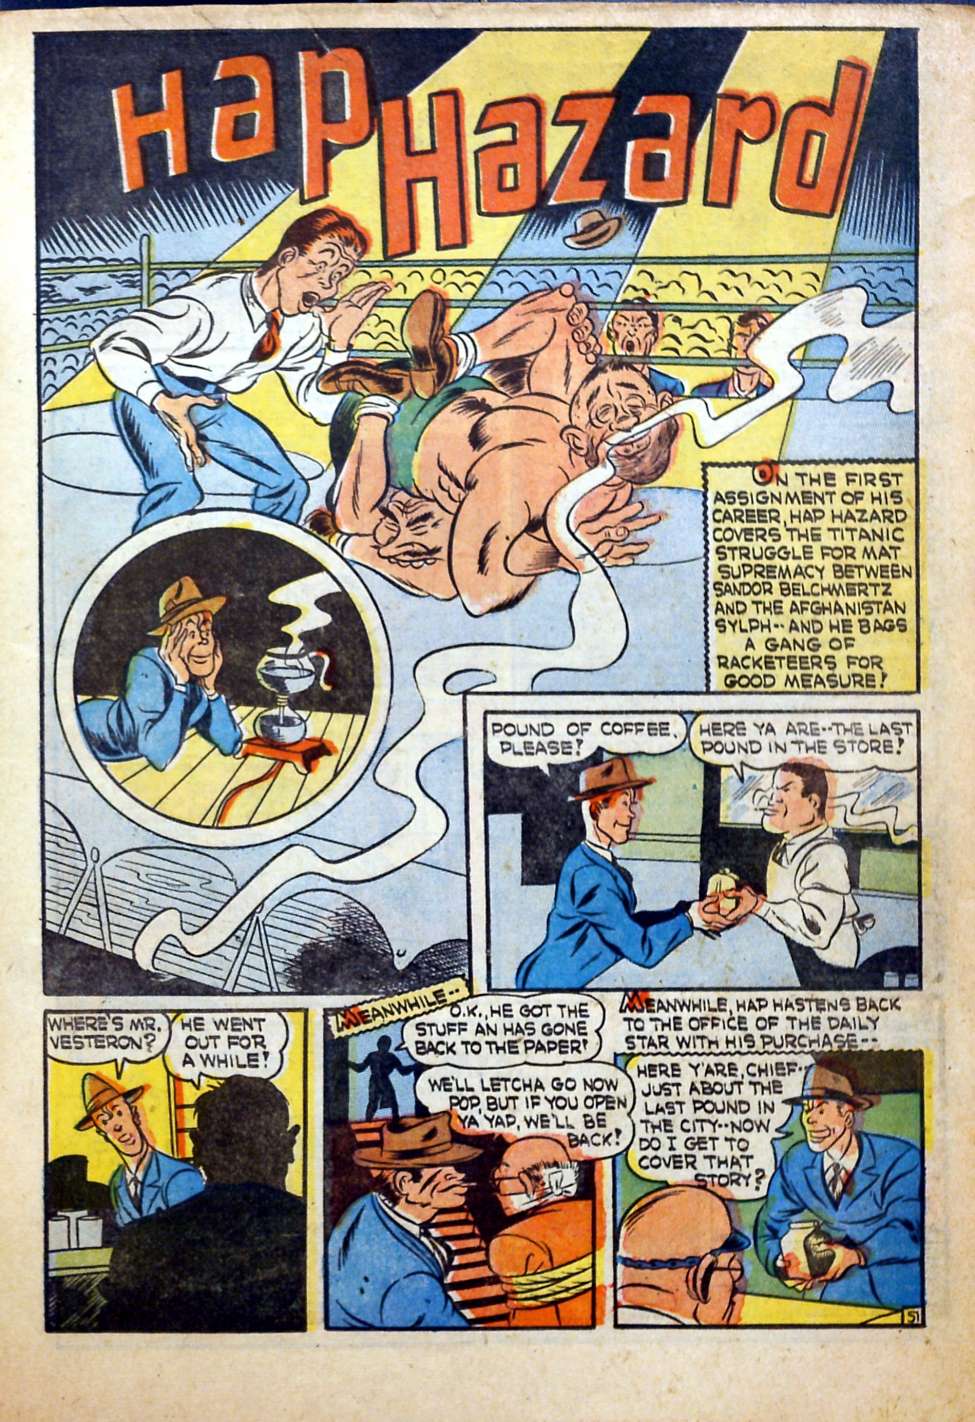 Hap Hazard
ON THE FIRST
ASSIGNMENT OF HIS
CAREER, HAP HAZARD
COVERS THE TITANIC
STRUGGLE FOR MAT
SUPREMACY BETWEEN
SANDOR BELCHMERTZ
AND THE AFGHANISTAN
SYLPH-- AND HE BAGS
A GANG OF
RACKETEERS FOR
GOOD MEASURE!
POUND OF COFFEE,
PLEASE!
HERE YA ARE--THE LAST
POUND IN THE STORE!
WHERE'S MR.
VESTERON?
HE WENT
OUT FOR
A WHILE!
MEANWHILE--
O.K., HE GOT THE
STUFF AN HAS GONE
BACK TO THE PAPER!
WE'LL LETCHA GO NOW
POP, BUT IF YOU OPEN
YA'YAP, WE'LL BE
BACK!
MEANWHILE, HAP HASTENS BACK
TO THE OFFICE OF THE DAILY
STAR WITH HIS PURCHASE--
HERE Y'ARE, CHIEF--
JUST ABOUT THE
LAST POUND IN
THE CITY--NOW
DO I GET TO
COVER THAT
STORY?
51